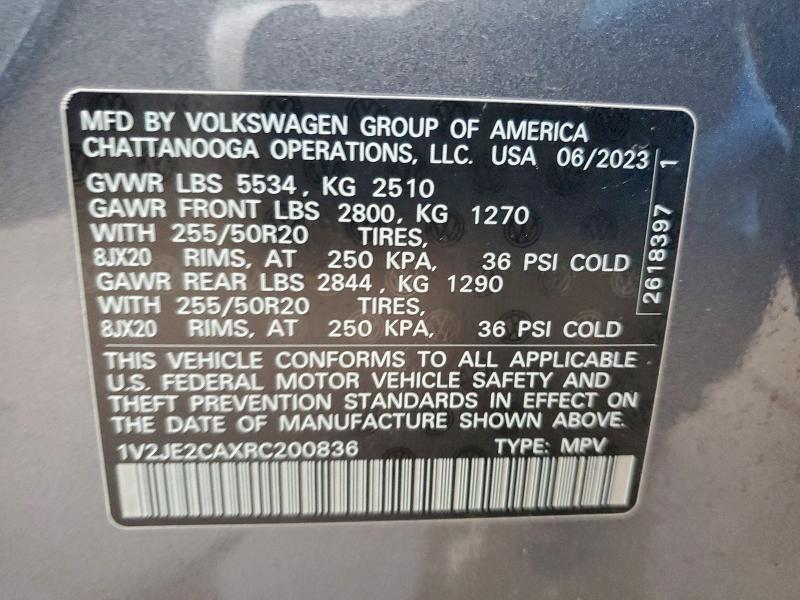 MFD BY VOLKSWAGEN GROUP OF AMERICA
CHATTANOOGA OPERATIONS, LLC. USA 06/2023
GVWR LBS 5534, KG 2510
GAWR FRONT LBS 2800, KG 1270
WITH 255/50R20 TIRES,
8JX20 RIMS, AT 250 KPA, 36 PSI COLD
GAWR REAR LBS 2844, KG 1290
WITH 255/50R20 TIRES,
8JX20 RIMS, AT 250 KPA, 36 PSI COLD
THIS VEHICLE CONFORMS TO ALL APPLICABLE
U.S. FEDERAL MOTOR VEHICLE SAFETY AND
THEFT PREVENTION STANDARDS IN EFFECT ON
THE DATE OF MANUFACTURE SHOWN ABOVE.
1V2JE2CAXRC200836 TYPE: MPV
2618397 1